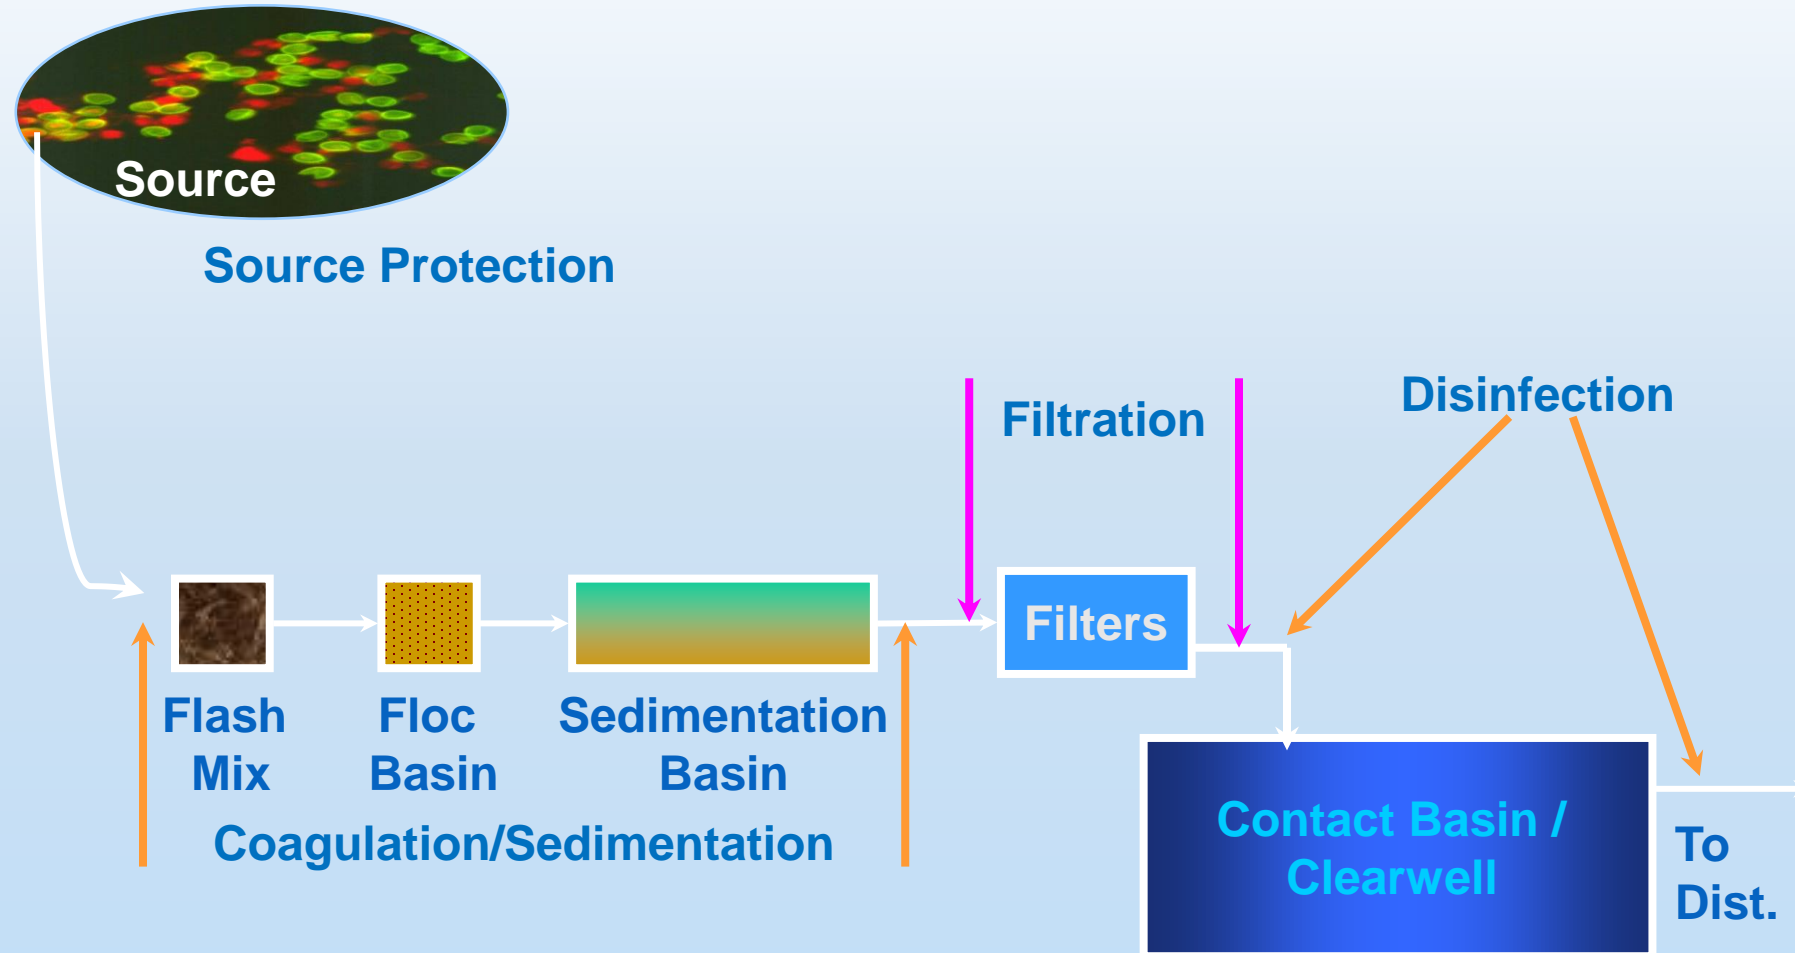 Source
Source Protection
Filtration
Disinfection
Filters
Flash
Mix
Floc
Basin
Sedimentation
Basin
Coagulation/Sedimentation
Contact Basin /
Clearwell
To
Dist.